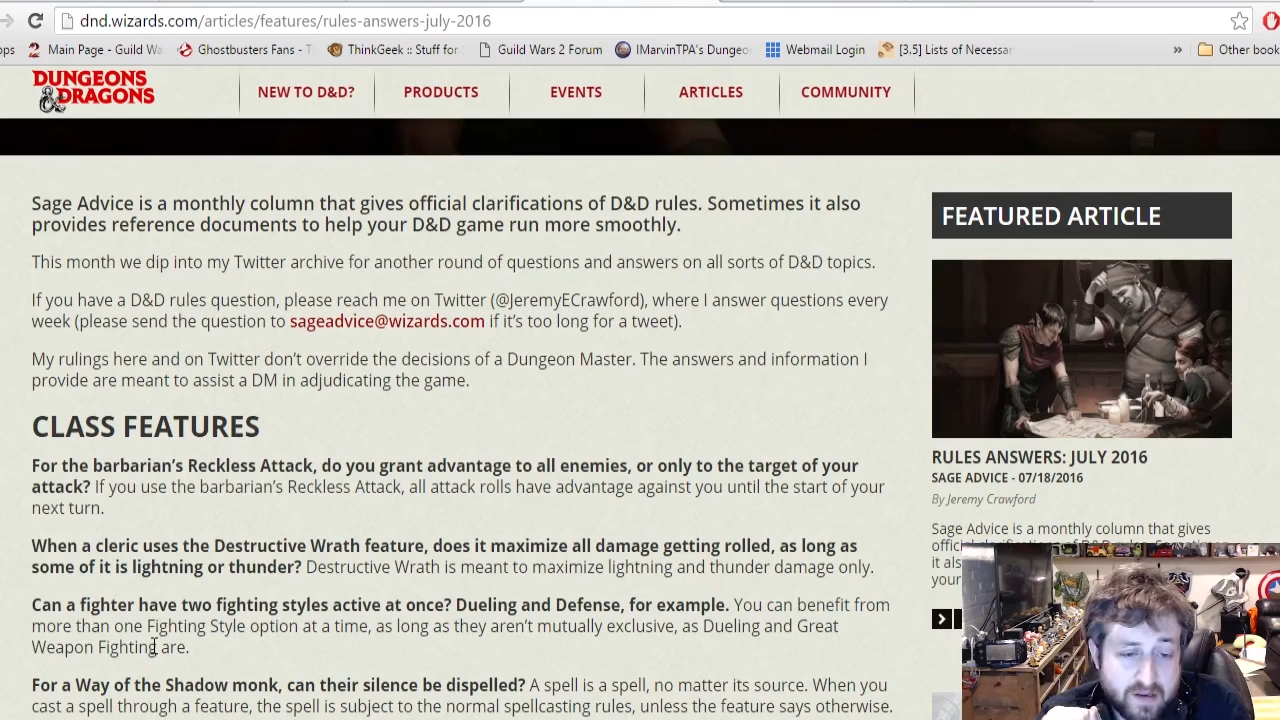 dnd.wizards.com/articles/features/rules-answers-july-2016
Main Page - Guild Wa
Ghostbusters Fans - T
ThinkGeek :: Stuff for
Guild Wars 2 Forum
IMarvinTPA's Dungeo
Webmail Login
[3.5] Lists of Necessar
»
Other book
DUNGEONS
& DRAGONS
NEW TO D&D?
PRODUCTS
EVENTS
ARTICLES
COMMUNITY
Sage Advice is a monthly column that gives official clarifications of D&D rules. Sometimes it also
provides reference documents to help your D&D game run more smoothly.
This month we dip into my Twitter archive for another round of questions and answers on all sorts of D&D topics.
If you have a D&D rules question, please reach me on Twitter (@JeremyECrawford), where I answer questions every
week (please send the question to sageadvice@wizards.com if it's too long for a tweet).
My rulings here and on Twitter don't override the decisions of a Dungeon Master. The answers and information I
provide are meant to assist a DM in adjudicating the game.
CLASS FEATURES
For the barbarian's Reckless Attack, do you grant advantage to all enemies, or only to the target of your
attack? If you use the barbarian's Reckless Attack, all attack rolls have advantage against you until the start of your
next turn.
When a cleric uses the Destructive Wrath feature, does it maximize all damage getting rolled, as long as
some of it is lightning or thunder? Destructive Wrath is meant to maximize lightning and thunder damage only.
Can a fighter have two fighting styles active at once? Dueling and Defense, for example. You can benefit from
more than one Fighting Style option at a time, as long as they aren't mutually exclusive, as Dueling and Great
Weapon Fighting are.
For a Way of the Shadow monk, can their silence be dispelled? A spell is a spell, no matter its source. When you
cast a spell through a feature, the spell is subject to the normal spellcasting rules, unless the feature says otherwise.
FEATURED ARTICLE
RULES ANSWERS: JULY 2016
SAGE ADVICE - 07/18/2016
By Jeremy Crawford
Sage Advice is a monthly column that gives
it als
your